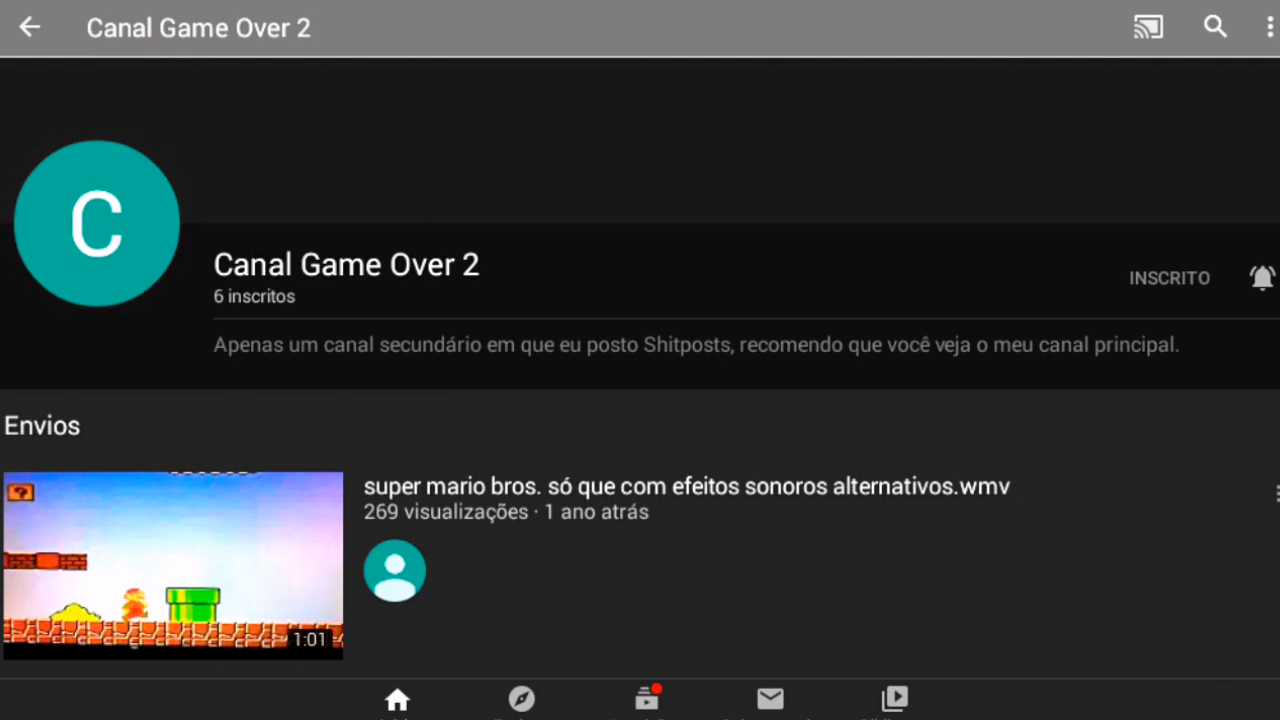 Canal Game Over 2
C
Canal Game Over 2
6 inscritos
INSCRITO
Apenas um canal secundário em que eu posto Shitposts, recomendo que você veja o meu canal principal.
Envios
?
super mario bros. só que com efeitos sonoros alternativos.wmv
269 visualizações · 1 ano atrás
1:01